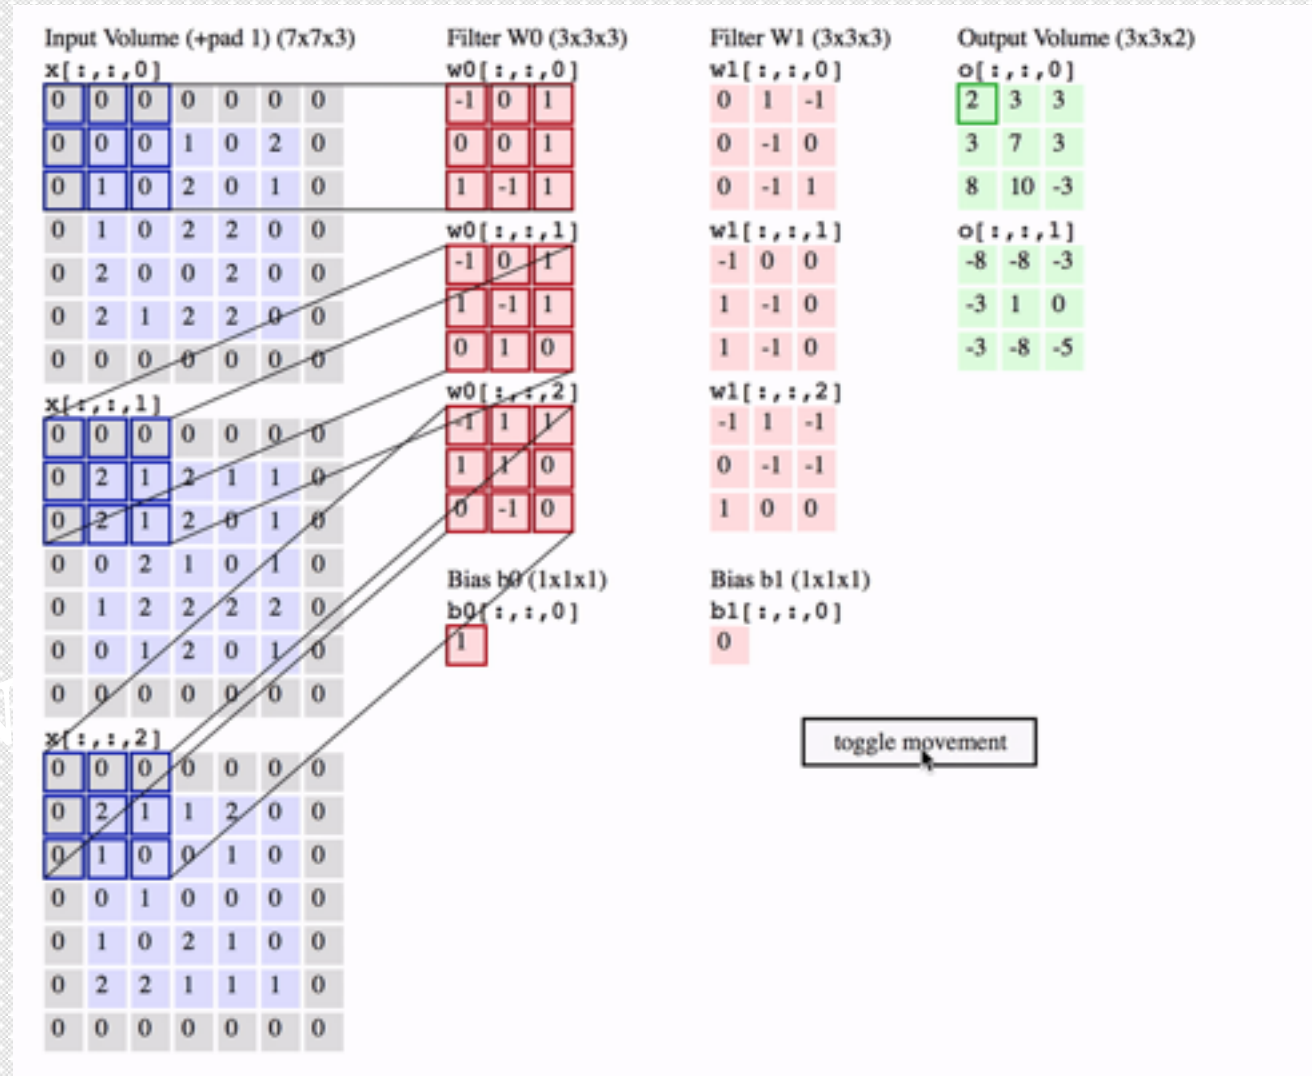 Input Volume (+pad 1) (7x7x3)
x[:,:,0]
0 0 0 0 0 0 0
0 0 0 1 0 2 0
0 1 0 2 0 1 0
0 1 0 2 2 0 0
0 2 0 0 2 0 0
0 2 1 2 2 0 0
0 0 0 0 0 0 0
x[:,:,1]
0 0 0 0 0 0 0
0 2 1 2 1 1 0
0 2 1 2 0 1 0
0 0 2 1 0 1 0
0 1 2 2 2 2 0
0 0 1 2 0 1 0
0 0 0 0 0 0 0
x[:,:,2]
0 0 0 0 0 0 0
0 2 1 1 2 0 0
0 1 0 0 1 0 0
0 0 1 0 0 0 0
0 1 0 2 1 0 0
0 2 2 1 1 1 0
0 0 0 0 0 0 0
Filter W0 (3x3x3)
w0[:,:,0]
-1 0 1
0 0 1
1 -1 1
w0[:,:,1]
-1 0 1
1 -1 1
0 1 0
w0[:,:,2]
-1 1 1
1 1 0
0 -1 0
Bias b0 (1x1x1)
b0[:,:,0]
1
Filter W1 (3x3x3)
w1[:,:,0]
0 1 -1
0 -1 0
0 -1 1
w1[:,:,1]
-1 0 0
1 -1 0
1 -1 0
w1[:,:,2]
-1 1 -1
0 -1 -1
1 0 0
Bias b1 (1x1x1)
b1[:,:,0]
0
Output Volume (3x3x2)
o[:,:,0]
2 3 3
3 7 3
8 10 -3
o[:,:,1]
-8 -8 -3
-3 1 0
-3 -8 -5
toggle movement